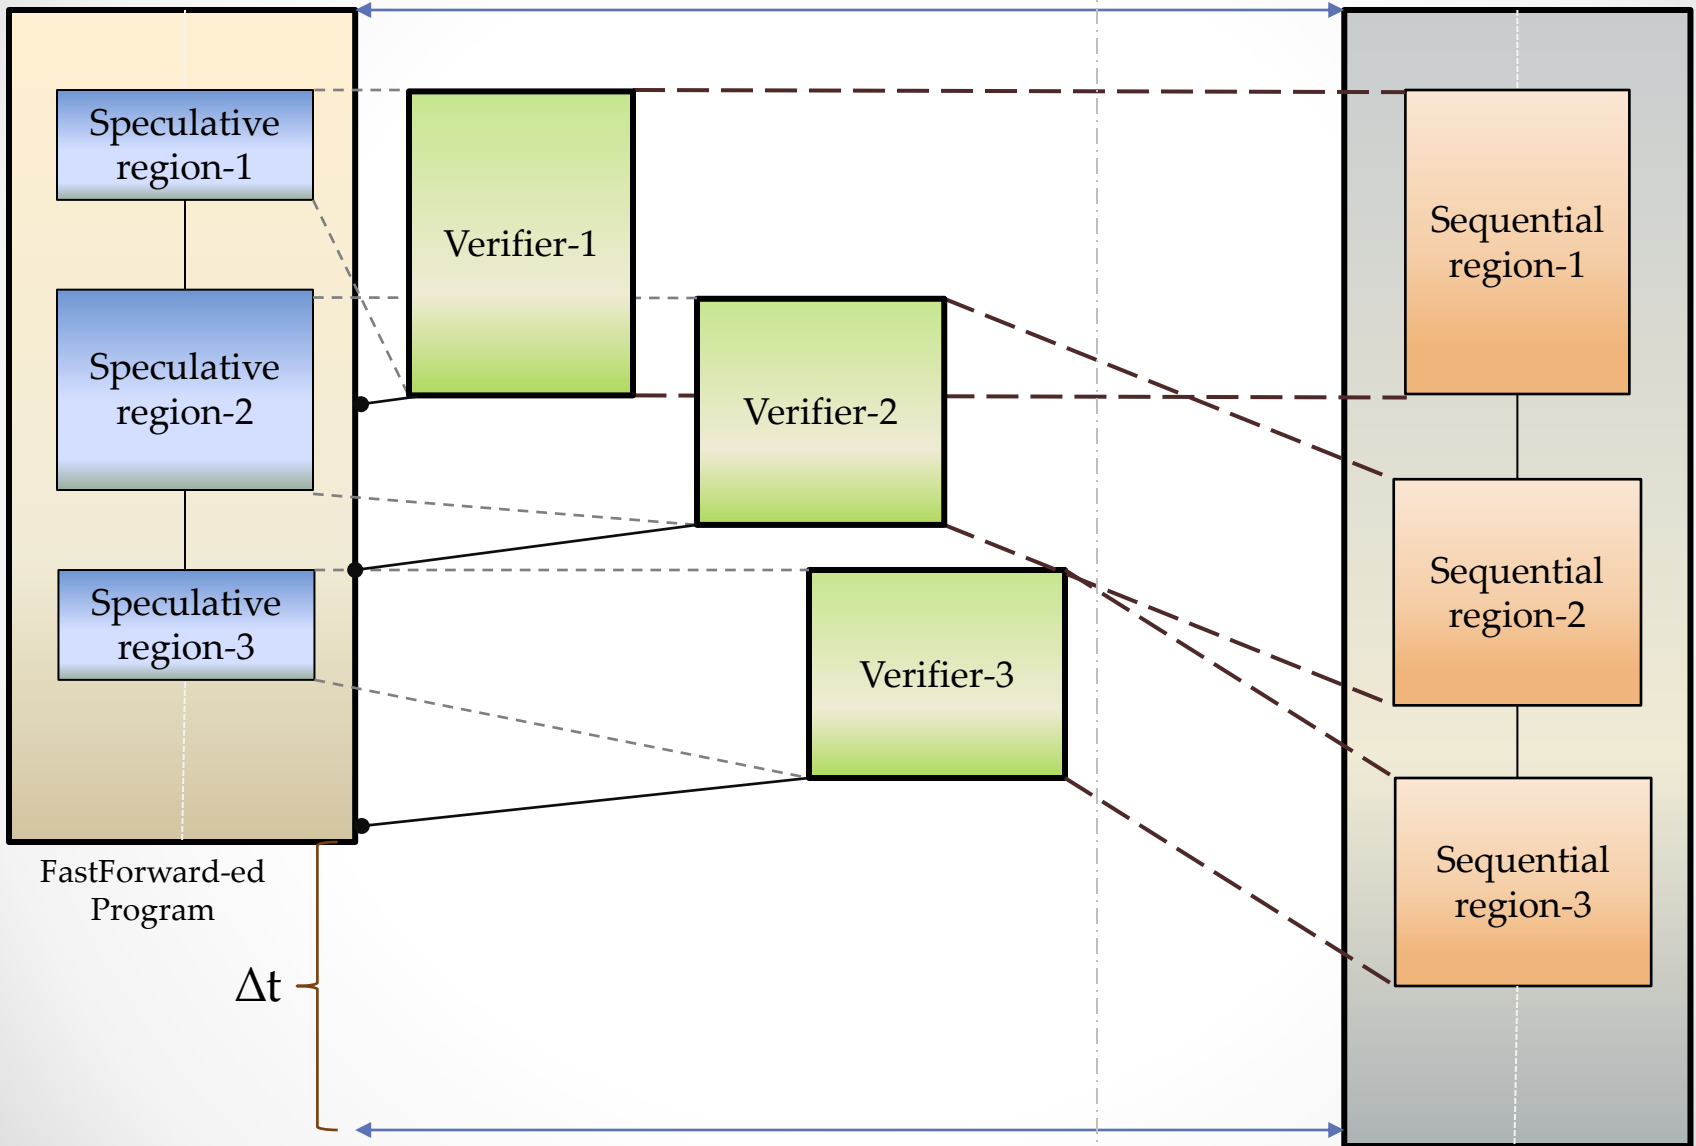 Speculative
region-1
Verifier-1
Sequential
region-1
Speculative
region-2
Verifier-2
Sequential
region-2
Speculative
region-3
Verifier-3
Sequential
region-3
FastForward-ed
Program
Δt